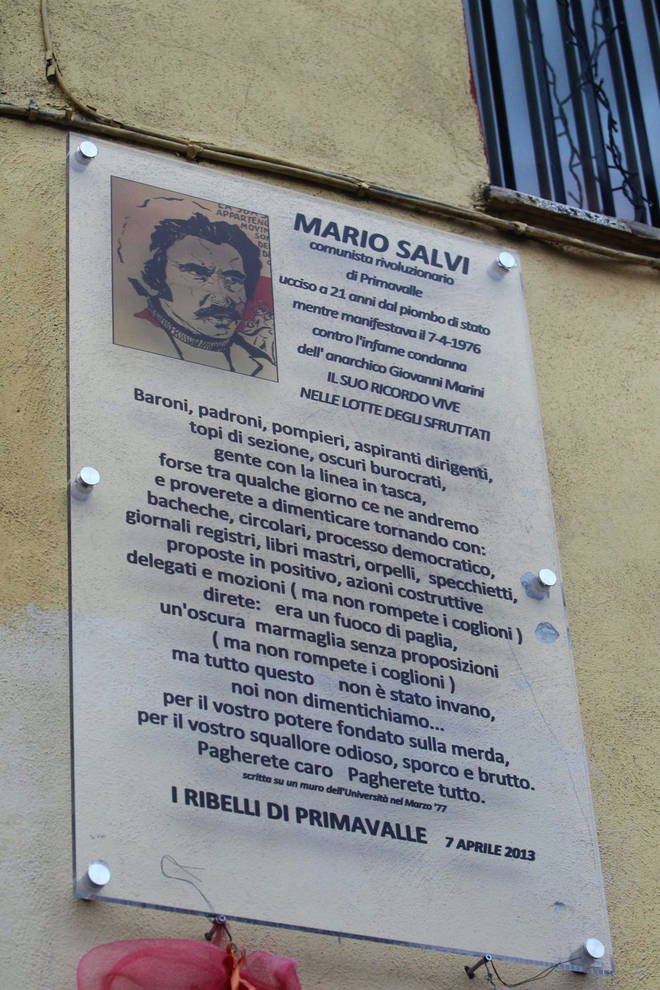 LA SUA
APPARTENE
MOVIM
SO
DE
MARIO SALVI
comunista rivoluzionario
di Primavalle
ucciso a 21 anni dal piombo di stato
mentre manifestava il 7-4-1976
contro l'infame condanna
dell' anarchico Giovanni Marini
IL SUO RICORDO VIVE
NELLE LOTTE DEGLI SFRUTTATI
Baroni, padroni, pompieri, aspiranti dirigenti,
topi di sezione, oscuri burocrati,
gente con la linea in tasca,
forse tra qualche giorno ce ne andremo
e proverete a dimenticare tornando con:
bacheche, circolari, processo democratico,
giornali registri, libri mastri, orpelli, specchietti,
proposte in positivo, azioni costruttive
delegati e mozioni ( ma non rompete i coglioni )
direte: era un fuoco di paglia,
un'oscura marmaglia senza proposizioni
( ma non rompete i coglioni )
ma tutto questo non è stato invano,
noi non dimentichiamo...
per il vostro potere fondato sulla merda,
per il vostro squallore odioso, sporco e brutto.
Pagherete caro Pagherete tutto.
scritta su un muro dell'Università nel Marzo '77
I RIBELLI DI PRIMAVALLE 7 APRILE 2013